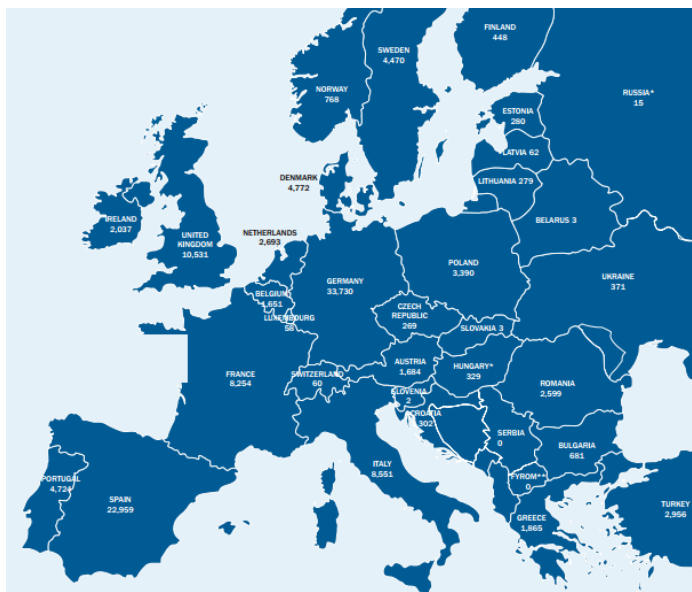 FINLAND
448
SWEDEN
4,470
NORWAY
768
RUSSIA*
15
ESTONIA
280
LATVIA 62
DENMARK
4,772
LITHUANIA 279
IRELAND
2,037
UNITED
KINGDOM
10,531
NETHERLANDS
2,693
BELARUS 3
POLAND
3,390
GERMANY
33,730
UKRAINE
371
BELGIUM
1,651
LUXEMBOURG
58
CZECH
REPUBLIC
269
SLOVAKIA 3
FRANCE
8,254
SWITZERLAND
60
AUSTRIA
1,684
HUNGARY*
329
ROMANIA
2,599
SLOVENIA
2
CROATIA
302
SERBIA
0
BULGARIA
681
ITALY
8,551
FYROM**
0
PORTUGAL
4,724
SPAIN
22,959
GREECE
1,865
TURKEY
2,956